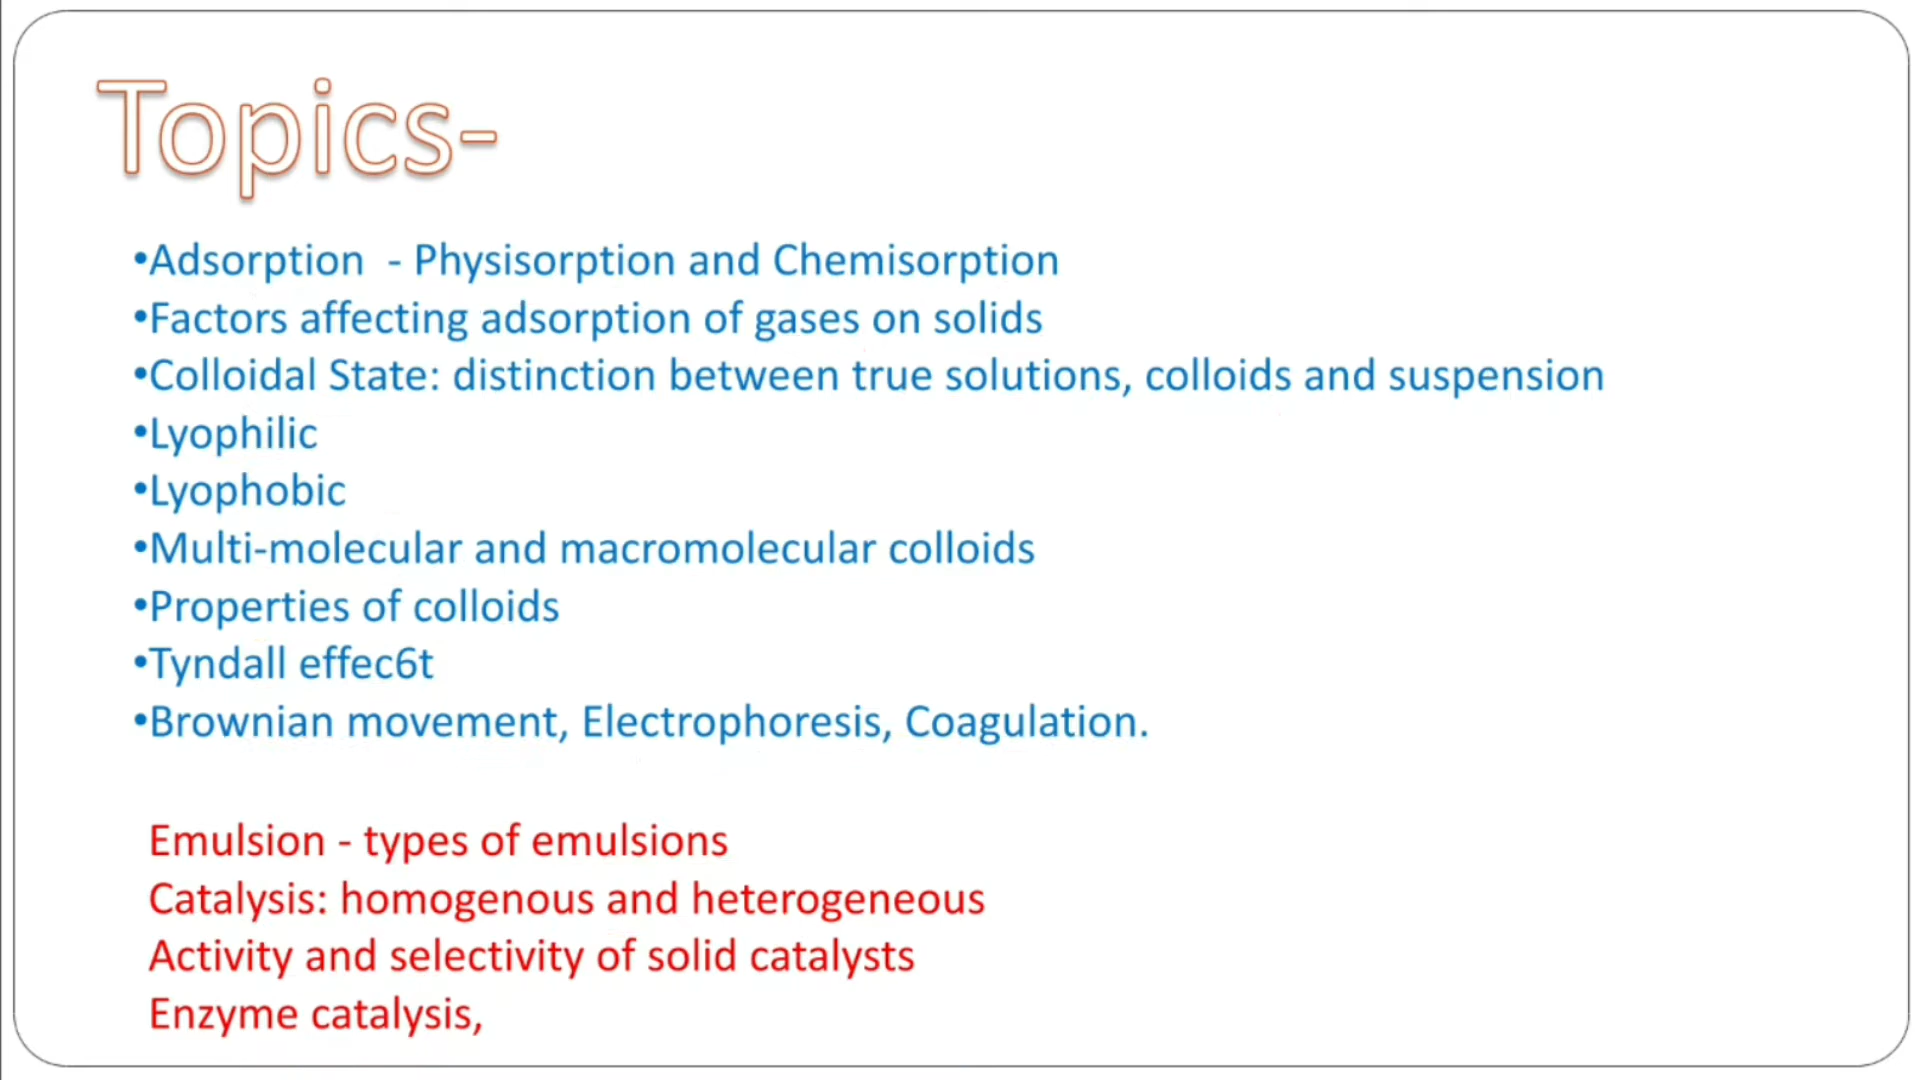 Topics-
•Adsorption  - Physisorption and Chemisorption
•Factors affecting adsorption of gases on solids
•Colloidal State: distinction between true solutions, colloids and suspension
•Lyophilic
•Lyophobic
•Multi-molecular and macromolecular colloids
•Properties of colloids
•Tyndall effec6t
•Brownian movement, Electrophoresis, Coagulation.
Emulsion - types of emulsions
Catalysis: homogenous and heterogeneous
Activity and selectivity of solid catalysts
Enzyme catalysis,